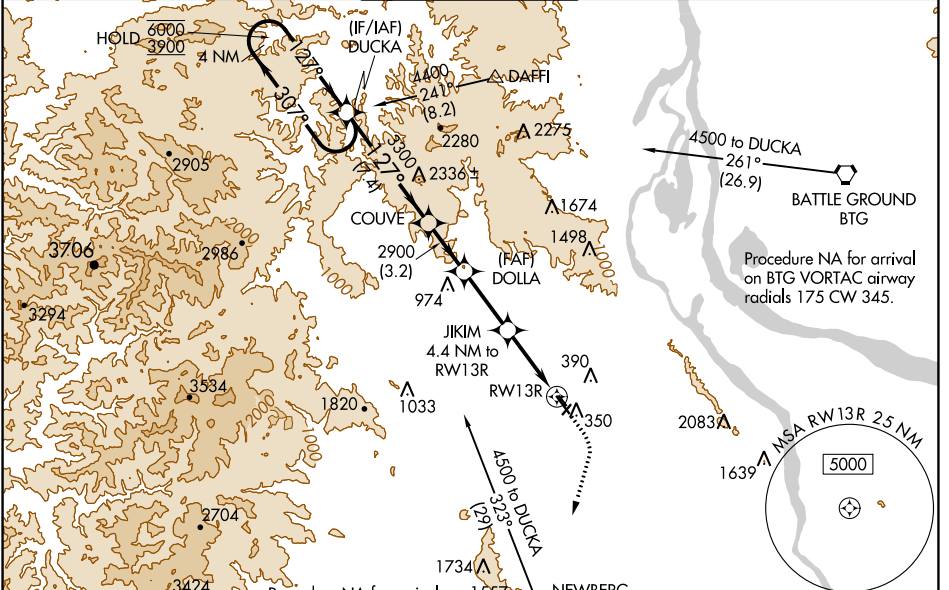 HOLD 6000
3900
4 NM
127°
307°
(IF/IAF)
DUCKA
4400
241°
(8.2)
DAFFI
2280
2275
3300
127°
(7.4)
2336 ±
4500 to DUCKA
261°
(26.9)
BATTLE GROUND
BTG
Procedure NA for arrival
on BTG VORTAC airway
radials 175 CW 345.
2905
1674
1498
COUVE
2900
(3.2)
(FAF)
DOLLA
974
3706
2986
3294
JIKIM
4.4 NM to
RW13R
390
RW13R
350
3534
1820
1033
2083
1639
MSA RW13R 25 NM
5000
4500 to DUCKA
323°
(29)
2704
1734
3424
1557
NEWBERG